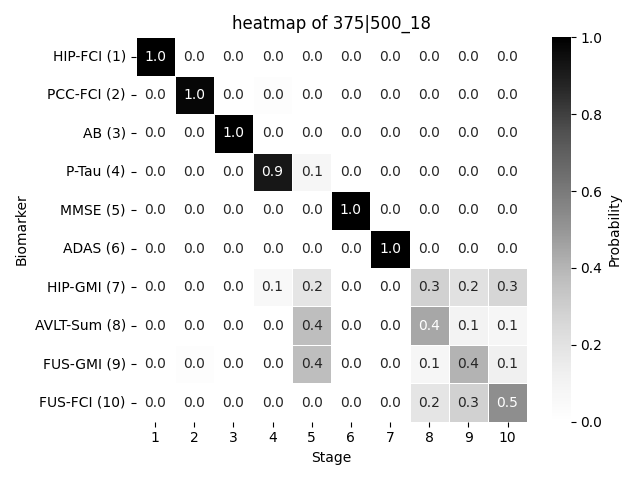 heatmap of 375|500_18
HIP-FCI (1) 1.0 0.0 0.0 0.0 0.0 0.0 0.0 0.0 0.0 0.0
PCC-FCI (2) 0.0 1.0 0.0 0.0 0.0 0.0 0.0 0.0 0.0 0.0
AB (3) 0.0 0.0 1.0 0.0 0.0 0.0 0.0 0.0 0.0 0.0
P-Tau (4) 0.0 0.0 0.0 0.9 0.1 0.0 0.0 0.0 0.0 0.0
MMSE (5) 0.0 0.0 0.0 0.0 0.0 1.0 0.0 0.0 0.0 0.0
ADAS (6) 0.0 0.0 0.0 0.0 0.0 0.0 1.0 0.0 0.0 0.0
HIP-GMI (7) 0.0 0.0 0.0 0.1 0.2 0.0 0.0 0.3 0.2 0.3
AVLT-Sum (8) 0.0 0.0 0.0 0.0 0.4 0.0 0.0 0.4 0.1 0.1
FUS-GMI (9) 0.0 0.0 0.0 0.0 0.4 0.0 0.0 0.1 0.4 0.1
FUS-FCI (10) 0.0 0.0 0.0 0.0 0.0 0.0 0.0 0.2 0.3 0.5
1 2 3 4 5 6 7 8 9 10
Stage
Biomarker
1.0
0.8
0.6
0.4
0.2
0.0
Probability